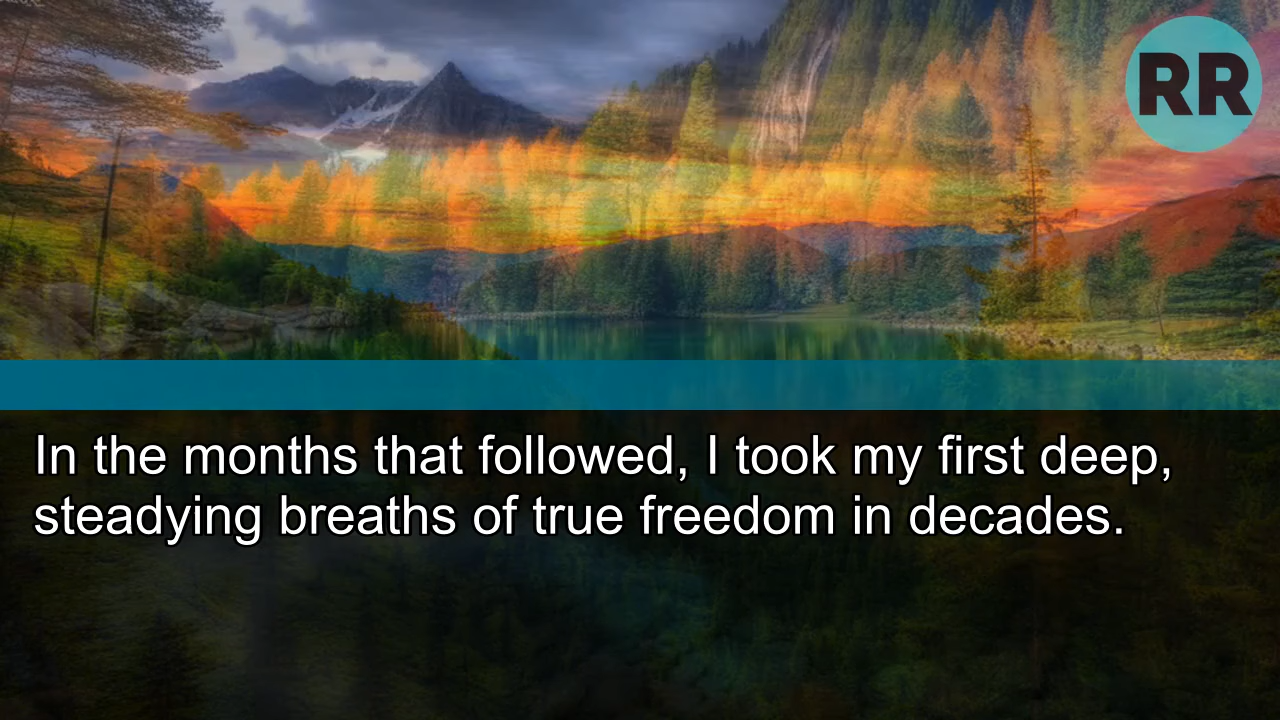 RR
In the months that followed, I took my first deep,
steadying breaths of true freedom in decades.